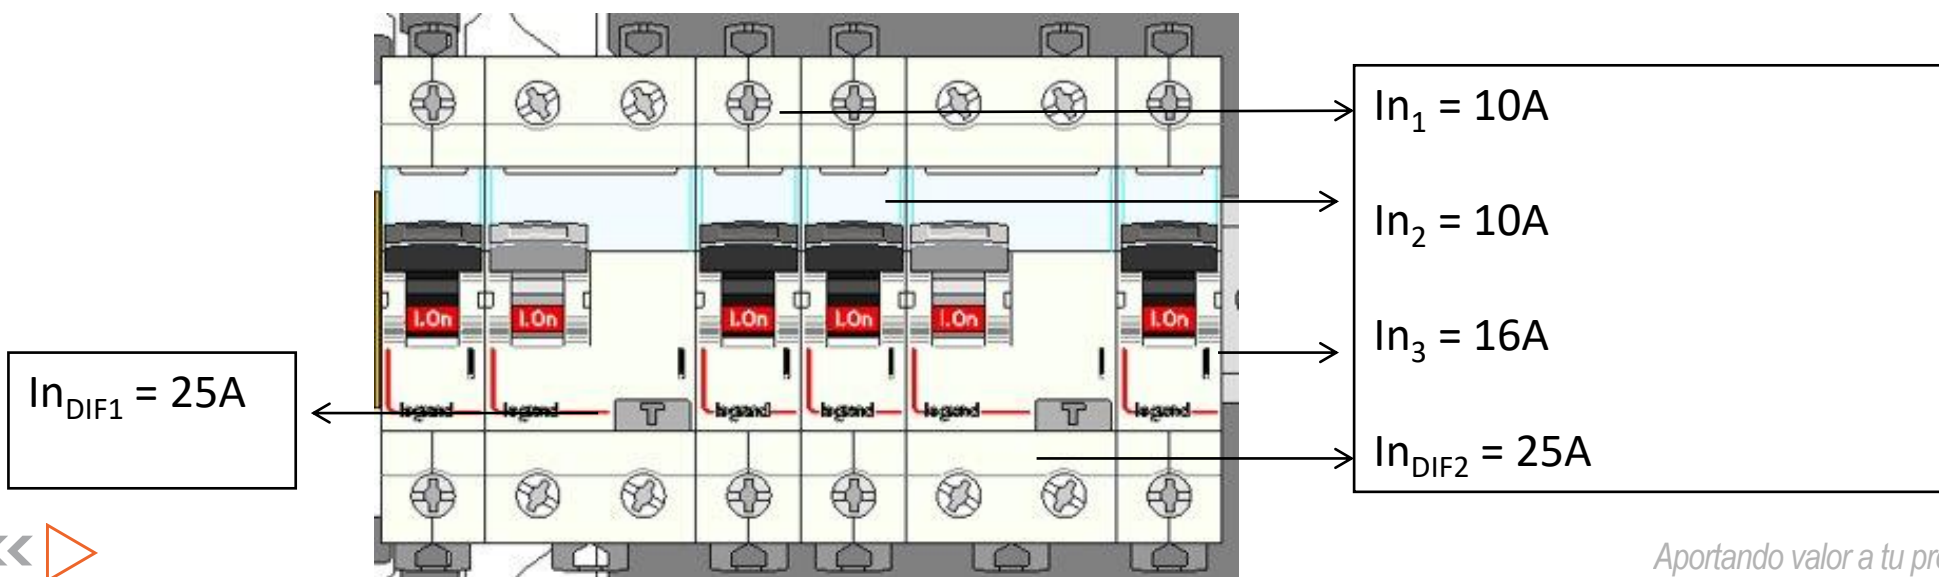 In1 = 10A
In2 = 10A
In3 = 16A
InDIF1 = 25A
InDIF2 = 25A
I.On I.On I.On I.On I.On I.On
legrand legrand legrand legrand legrand legrand
T T
Aportando valor a tu